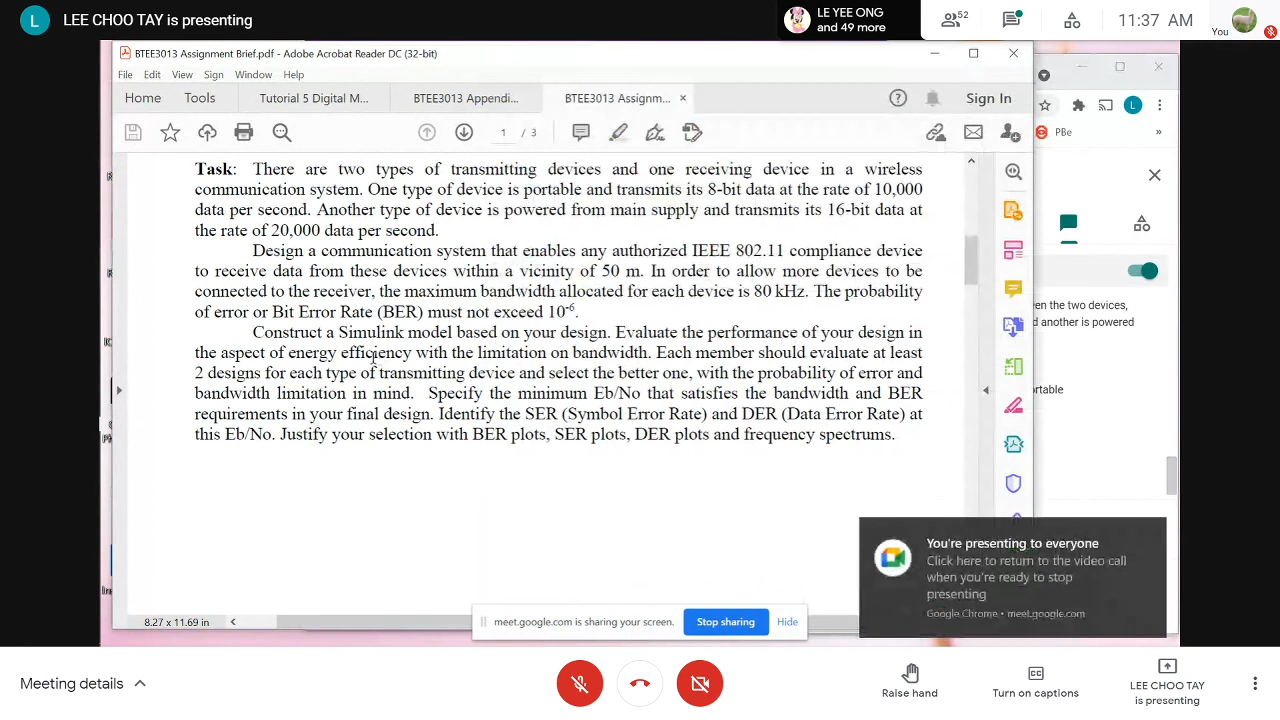 L
LEE CHOO TAY is presenting
LE YEE ONG
and 49 more
52
11:37 AM
You
BTEE3013 Assignment Brief.pdf - Adobe Acrobat Reader DC (32-bit)
File Edit View Sign Window Help
Home Tools Tutorial 5 Digital M... BTEE3013 Appendi... BTEE3013 Assignm... × Sign In
1 / 3
L
PBe
»
Task: There are two types of transmitting devices and one receiving device in a wireless
communication system. One type of device is portable and transmits its 8-bit data at the rate of 10,000
data per second. Another type of device is powered from main supply and transmits its 16-bit data at
the rate of 20,000 data per second.
Design a communication system that enables any authorized IEEE 802.11 compliance device
to receive data from these devices within a vicinity of 50 m. In order to allow more devices to be
connected to the receiver, the maximum bandwidth allocated for each device is 80 kHz. The probability
of error or Bit Error Rate (BER) must not exceed 10⁻⁶.
Construct a Simulink model based on your design. Evaluate the performance of your design in
the aspect of energy efficiency with the limitation on bandwidth. Each member should evaluate at least
2 designs for each type of transmitting device and select the better one, with the probability of error and
bandwidth limitation in mind. Specify the minimum Eb/No that satisfies the bandwidth and BER
requirements in your final design. Identify the SER (Symbol Error Rate) and DER (Data Error Rate) at
this Eb/No. Justify your selection with BER plots, SER plots, DER plots and frequency spectrums.
en the two devices,
d another is powered
rtable
You're presenting to everyone
Click here to return to the video call
when you're ready to stop
presenting
Google Chrome • meet.google.com
8.27 x 11.69 in
meet.google.com is sharing your screen. Stop sharing Hide
Meeting details
Raise hand
Turn on captions
LEE CHOO TAY
is presenting